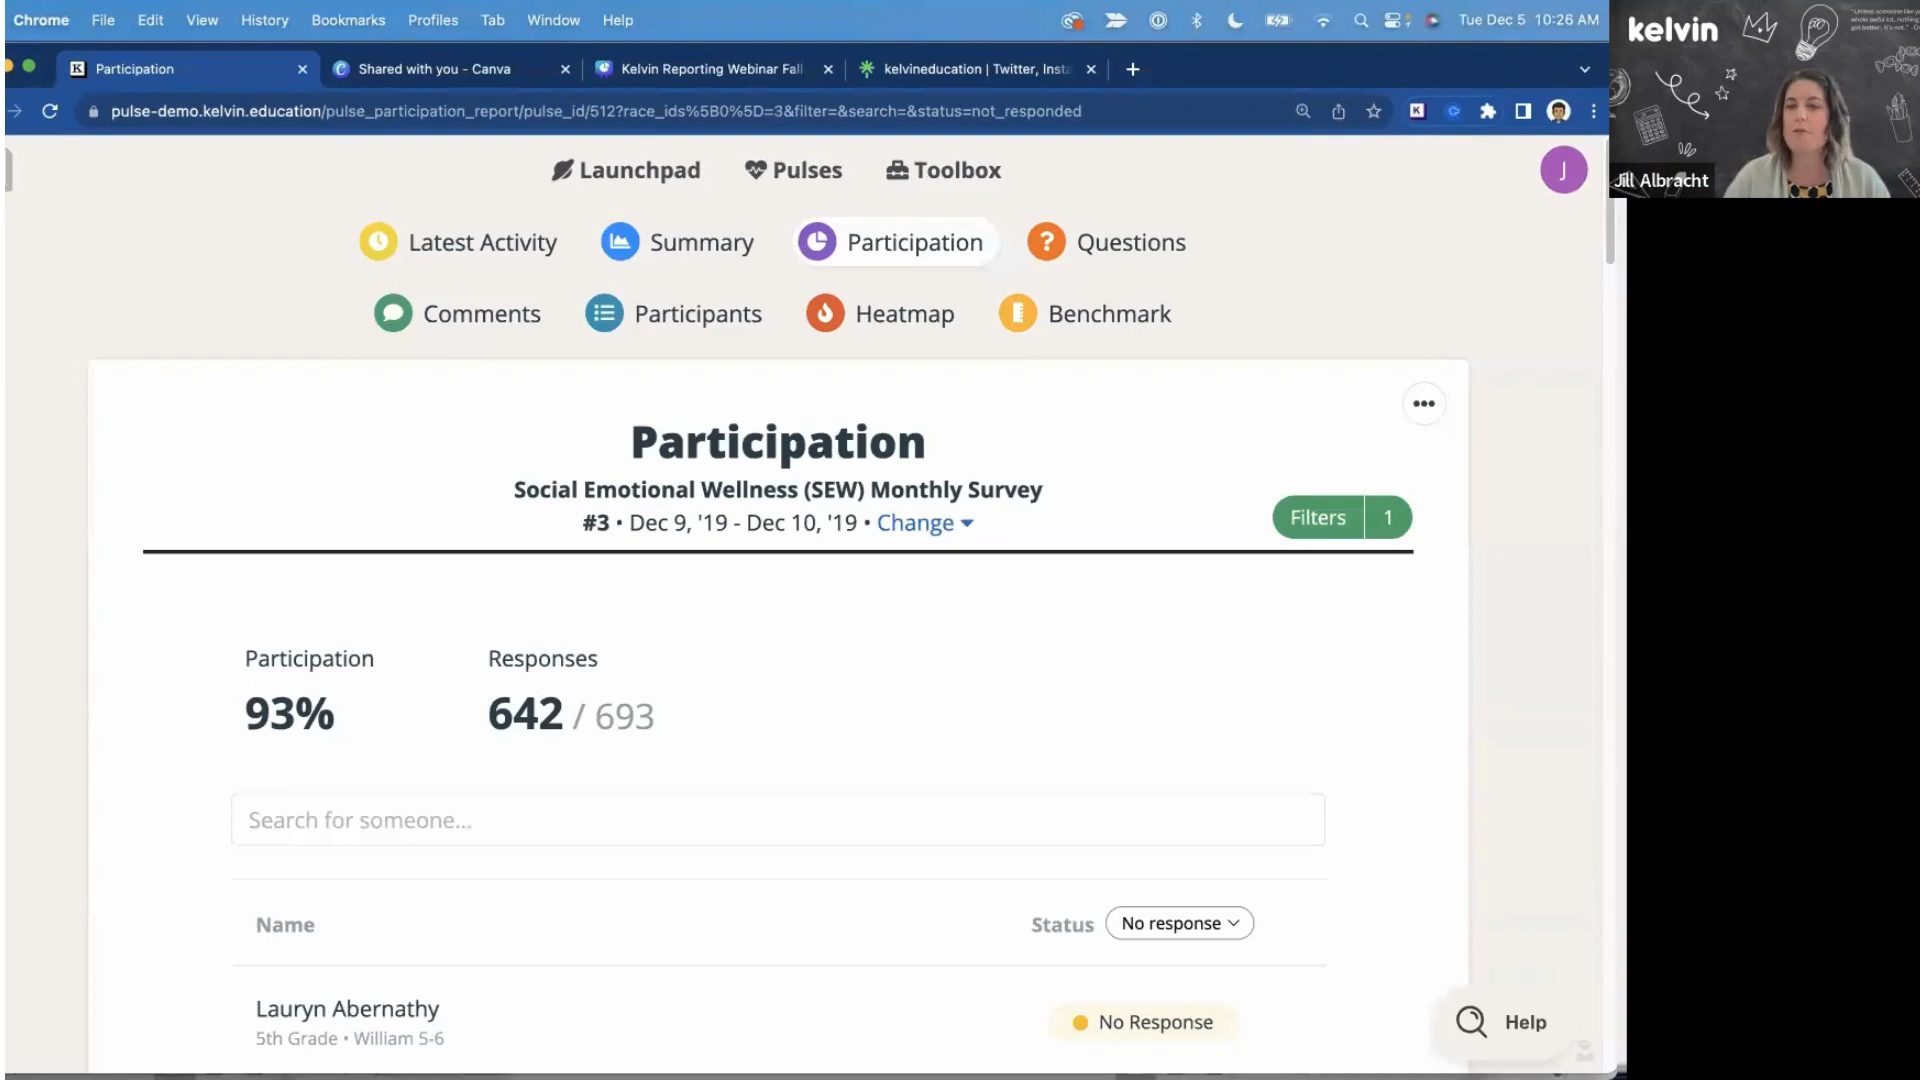 Chrome File Edit View History Bookmarks Profiles Tab Window Help Tue Dec 5 10:26 AM
Participation Shared with you - Canva Kelvin Reporting Webinar Fall kelvineducation | Twitter, Inst
pulse-demo.kelvin.education/pulse_participation_report/pulse_id/512?race_ids%5B0%5D=3&filter=&search=&status=not_responded
kelvin
Jill Albracht
Launchpad Pulses Toolbox
J
Latest Activity Summary Participation Questions
Comments Participants Heatmap Benchmark
Participation
Social Emotional Wellness (SEW) Monthly Survey
#3 • Dec 9, '19 - Dec 10, '19 • Change
Filters 1
Participation Responses
93% 642 / 693
Search for someone...
Name Status No response
Lauryn Abernathy
5th Grade • William 5-6
No Response
Help